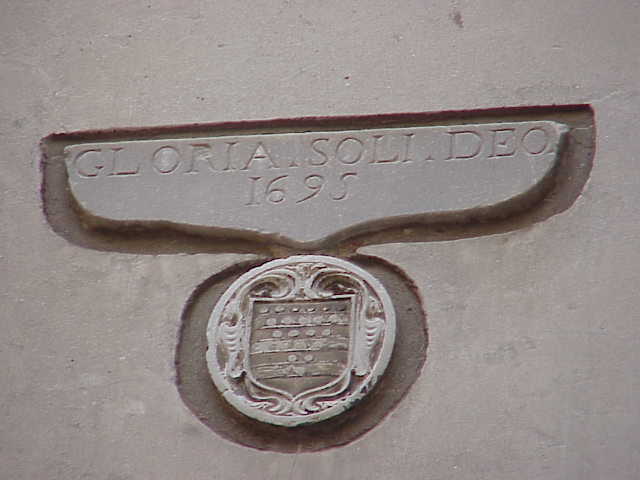 GLORIA . SOLI . DEO
1695